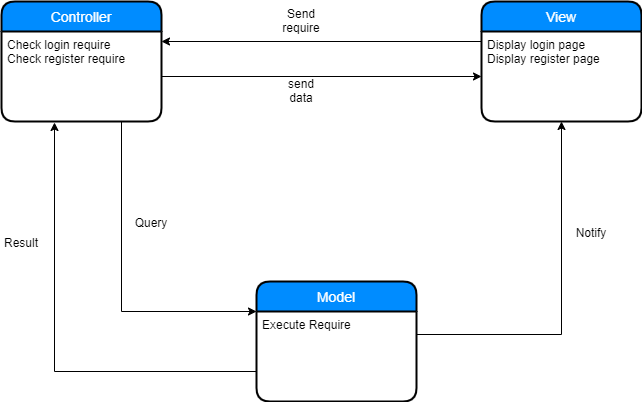 Controller
Check login require
Check register require
Send
require
send
data
View
Display login page
Display register page
Result
Query
Notify
Model
Execute Require